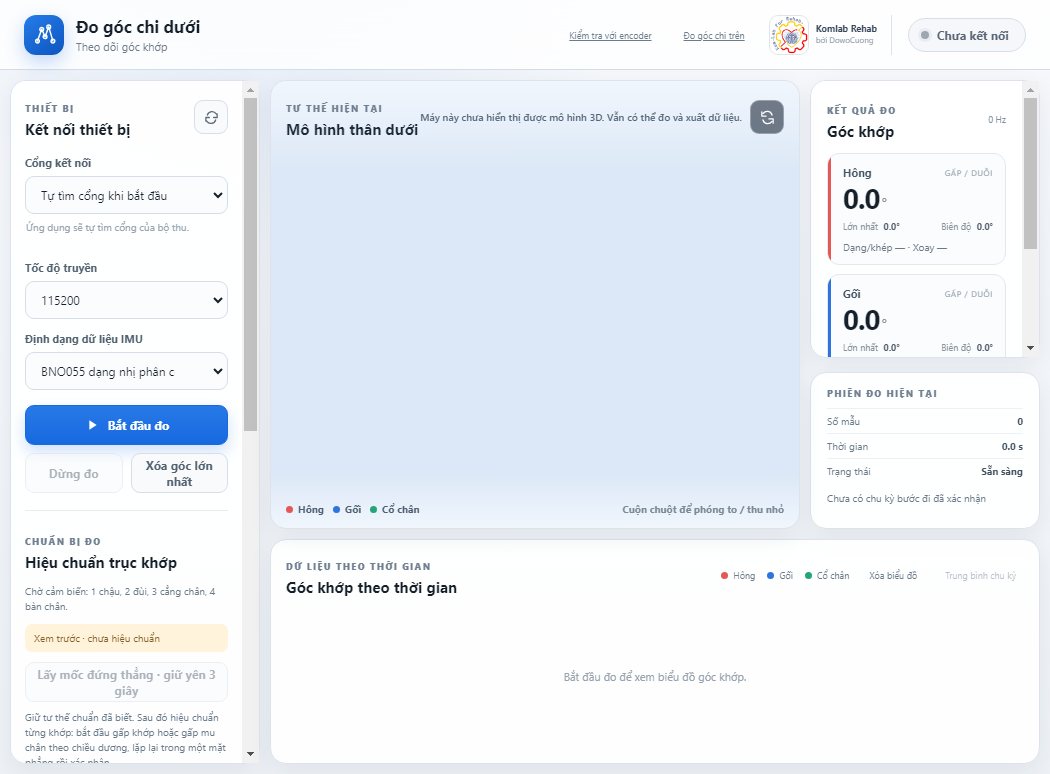 Đo góc chi dưới
Theo dõi góc khớp
Kiểm tra với encoder
Đo góc chi trên
Komlab Rehab
bởi DowoCuong
Chưa kết nối
THIẾT BỊ
Kết nối thiết bị
Cổng kết nối
Tự tìm cổng khi bắt đầu
Ứng dụng sẽ tự tìm cổng của bộ thu.
Tốc độ truyền
115200
Định dạng dữ liệu IMU
BNO055 dạng nhị phân c
Bắt đầu đo
Dừng đo
Xóa góc lớn
nhất
CHUẨN BỊ ĐO
Hiệu chuẩn trục khớp
Chờ cảm biến: 1 chậu, 2 đùi, 3 cẳng chân, 4
bàn chân.
Xem trước · chưa hiệu chuẩn
Lấy mốc đứng thẳng · giữ yên 3
giây
Giữ tư thế chuẩn đã biết. Sau đó hiệu chuẩn
từng khớp: bắt đầu gấp khớp hoặc gấp mu
chân theo chiều dương, lặp lại trong một mặt
phẳng rồi xác nhận.
TƯ THẾ HIỆN TẠI
Mô hình thân dưới
Máy này chưa hiển thị được mô hình 3D. Vẫn có thể đo và xuất dữ liệu.
Hông
Gối
Cổ chân
Cuộn chuột để phóng to / thu nhỏ
KẾT QUẢ ĐO
Góc khớp
0 Hz
Hông
GẤP / DUỖI
0.0°
Lớn nhất 0.0°
Biên độ 0.0°
Dạng/khép — · Xoay —
Gối
GẤP / DUỖI
0.0°
Lớn nhất 0.0°
Biên độ 0.0°
PHIÊN ĐO HIỆN TẠI
Số mẫu 0
Thời gian 0.0 s
Trạng thái Sẵn sàng
Chưa có chu kỳ bước đi đã xác nhận
DỮ LIỆU THEO THỜI GIAN
Góc khớp theo thời gian
Hông
Gối
Cổ chân
Xóa biểu đồ
Trung bình chu kỳ
Bắt đầu đo để xem biểu đồ góc khớp.